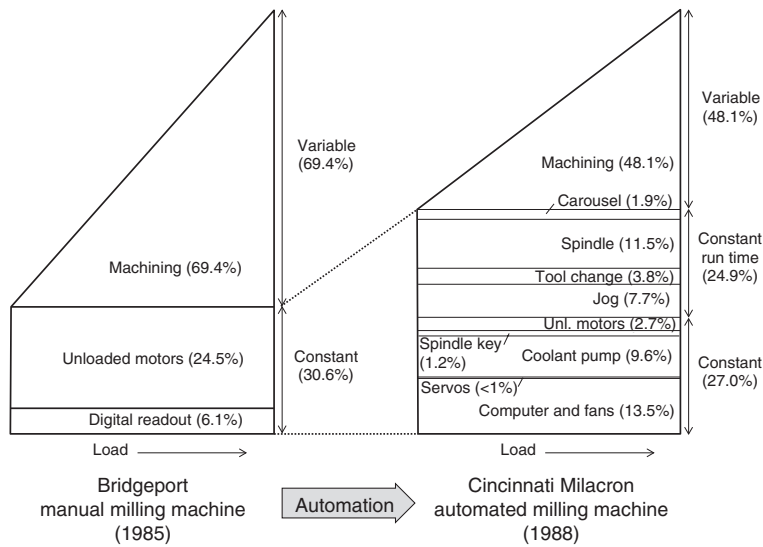 Variable
(69.4%)
Machining (69.4%)
Unloaded motors (24.5%)
Constant
(30.6%)
Digital readout (6.1%)
Load
Bridgeport
manual milling machine
(1985)
Automation
Variable
(48.1%)
Machining (48.1%)
Carousel (1.9%)
Spindle (11.5%)
Constant
run time
(24.9%)
Tool change (3.8%)
Jog (7.7%)
Unl. motors (2.7%)
Spindle key
(1.2%)
Coolant pump (9.6%)
Constant
(27.0%)
Servos (<1%)
Computer and fans (13.5%)
Load
Cincinnati Milacron
automated milling machine
(1988)